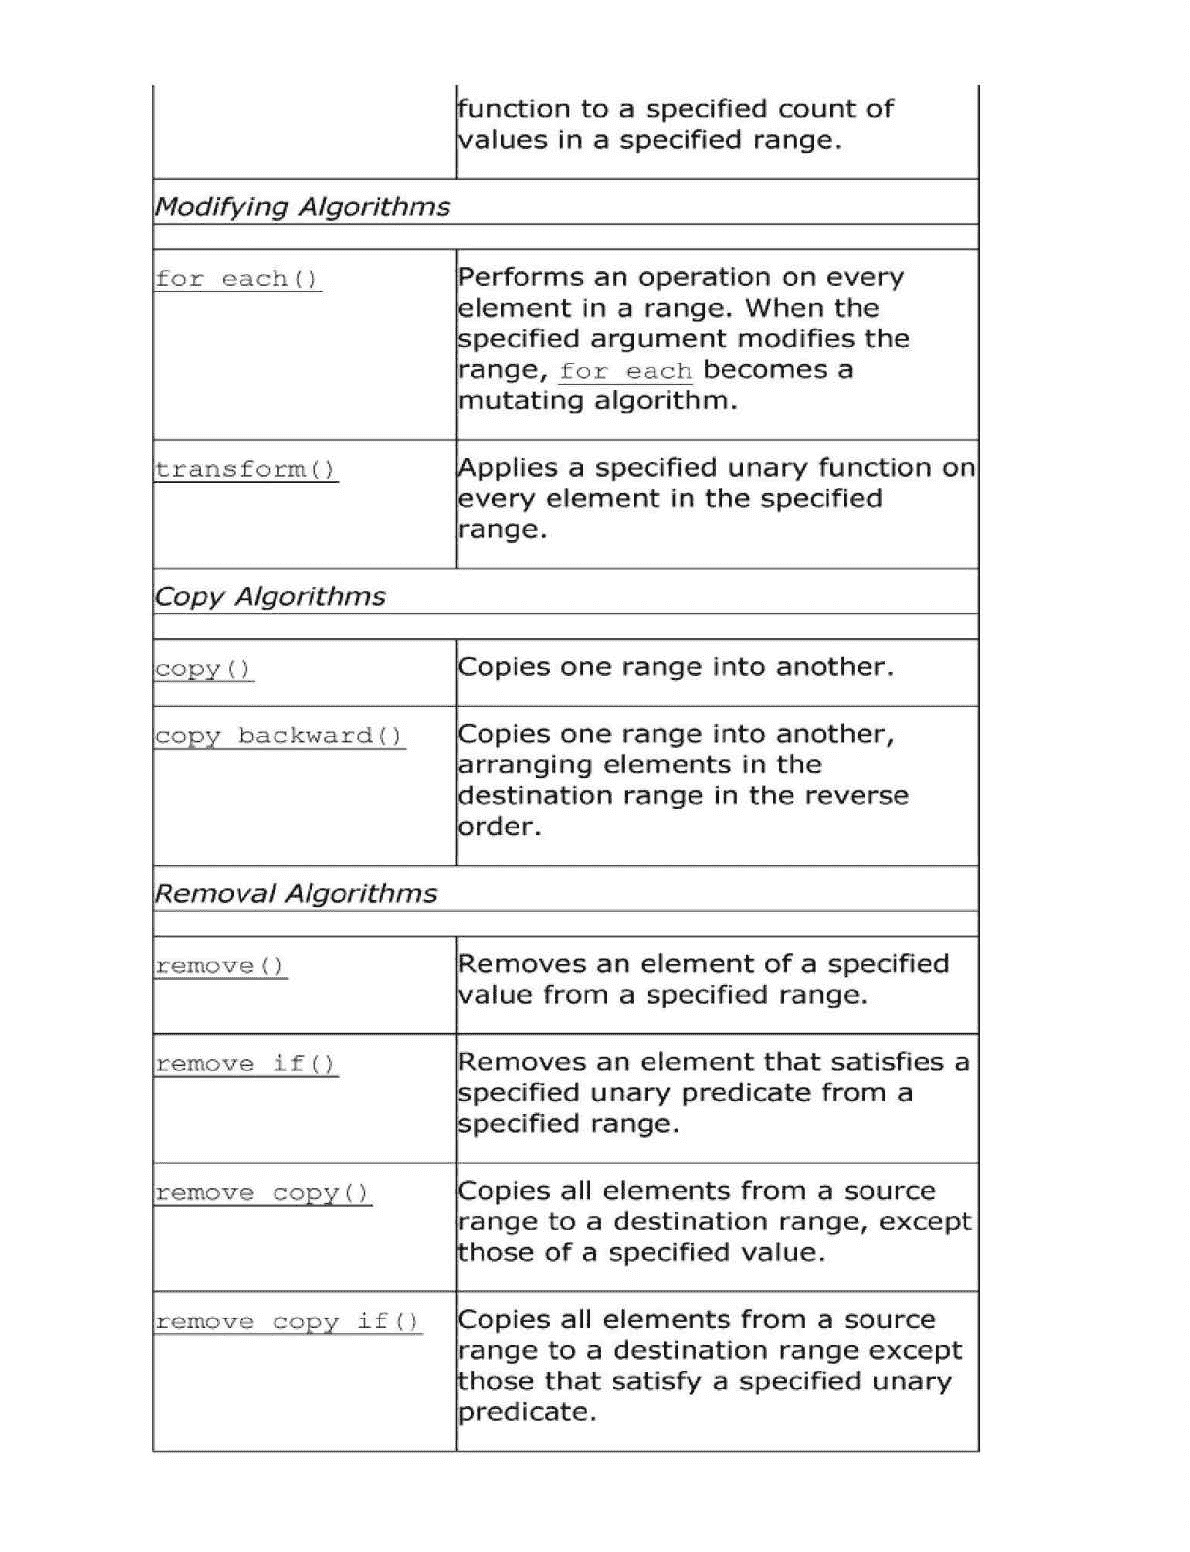 function to a specified count of
values in a specified range.
Modifying Algorithms
for each()
Performs an operation on every
element in a range. When the
specified argument modifies the
range, for each becomes a
mutating algorithm.
transform()
Applies a specified unary function on
every element in the specified
range.
Copy Algorithms
copy()
Copies one range into another.
copy backward()
Copies one range into another,
arranging elements in the
destination range in the reverse
order.
Removal Algorithms
remove()
Removes an element of a specified
value from a specified range.
remove if()
Removes an element that satisfies a
specified unary predicate from a
specified range.
remove copy()
Copies all elements from a source
range to a destination range, except
those of a specified value.
remove copy if()
Copies all elements from a source
range to a destination range except
those that satisfy a specified unary
predicate.